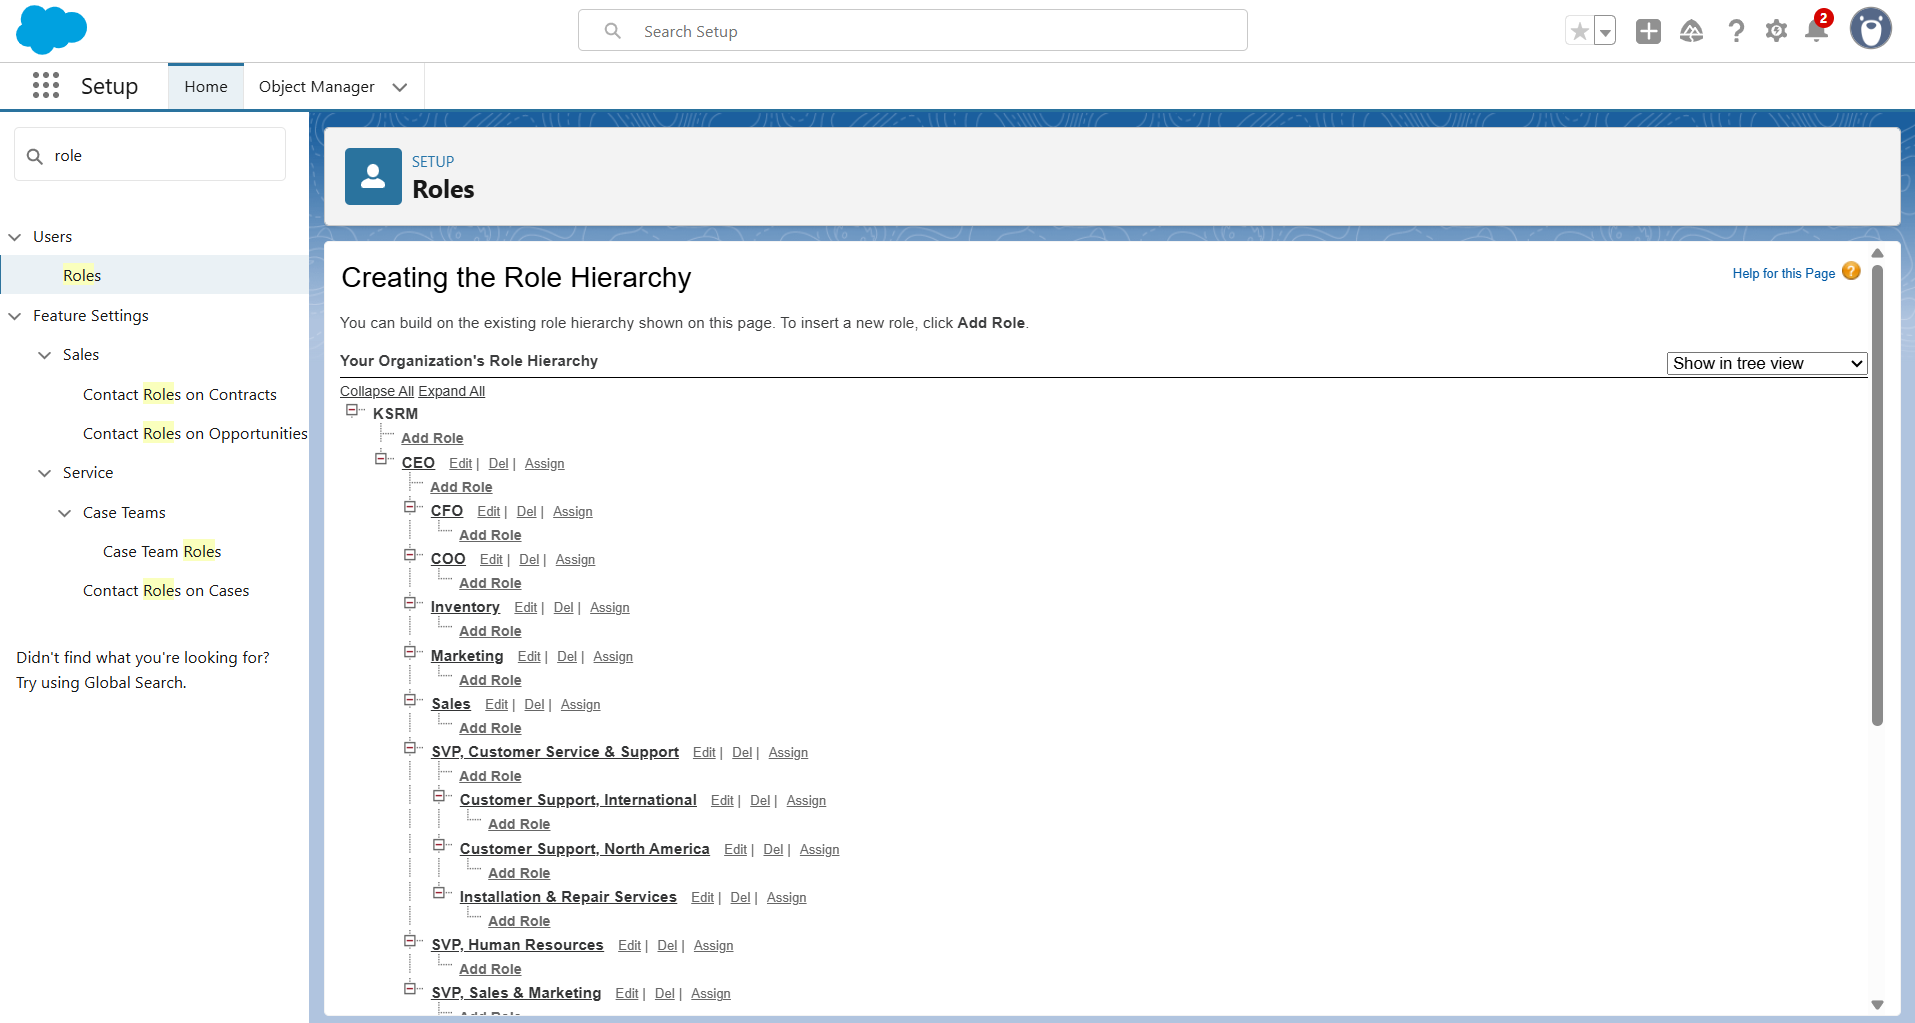 Search Setup
2
Setup
Home
Object Manager
role
Users
Roles
Feature Settings
Sales
Contact Roles on Contracts
Contact Roles on Opportunities
Service
Case Teams
Case Team Roles
Contact Roles on Cases
Didn't find what you're looking for?
Try using Global Search.
SETUP
Roles
Creating the Role Hierarchy
Help for this Page ?
You can build on the existing role hierarchy shown on this page. To insert a new role, click Add Role.
Your Organization's Role Hierarchy
Show in tree view
Collapse All Expand All
KSRM
Add Role
CEO Edit | Del | Assign
Add Role
CFO Edit | Del | Assign
Add Role
COO Edit | Del | Assign
Add Role
Inventory Edit | Del | Assign
Add Role
Marketing Edit | Del | Assign
Add Role
Sales Edit | Del | Assign
Add Role
SVP, Customer Service & Support Edit | Del | Assign
Add Role
Customer Support, International Edit | Del | Assign
Add Role
Customer Support, North America Edit | Del | Assign
Add Role
Installation & Repair Services Edit | Del | Assign
Add Role
SVP, Human Resources Edit | Del | Assign
Add Role
SVP, Sales & Marketing Edit | Del | Assign
Add Role